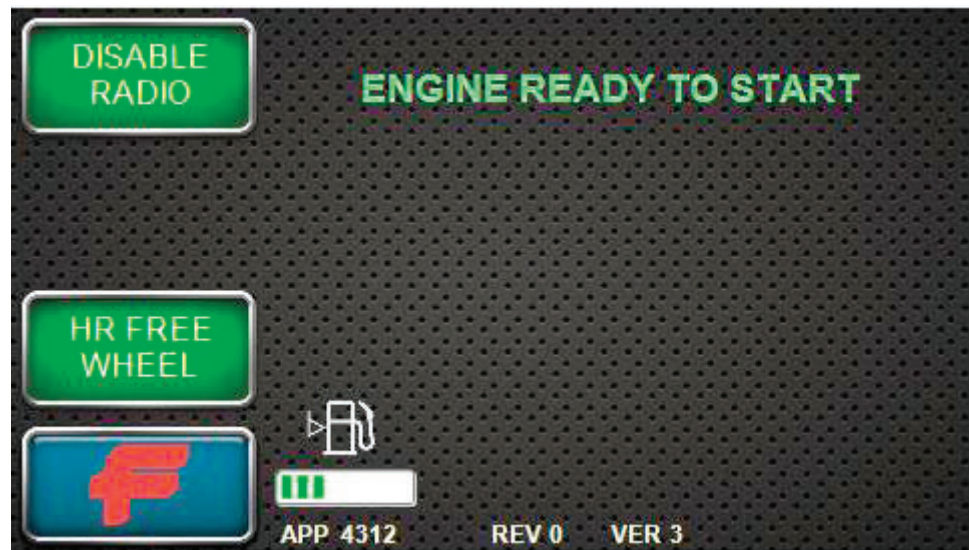 DISABLE
RADIO
ENGINE READY TO START
HR FREE
WHEEL
APP 4312 REV 0 VER 3